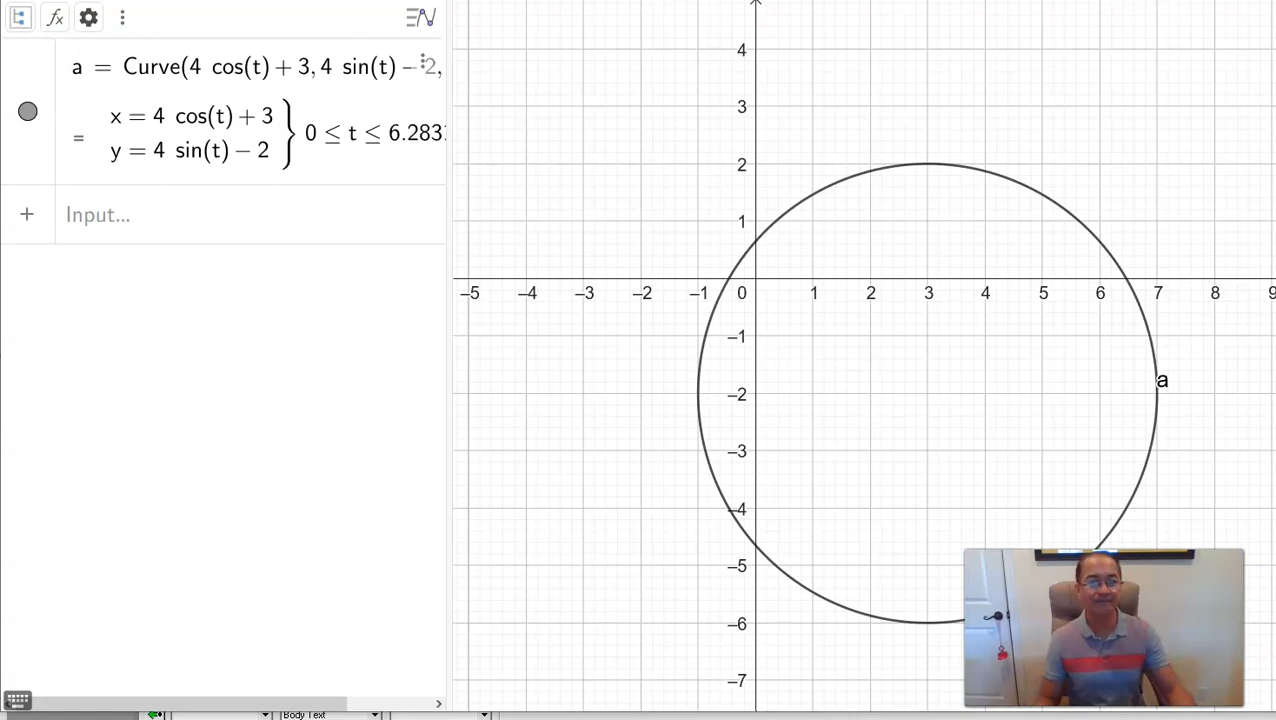 a = Curve(4 cos(t) + 3, 4 sin(t) − 2,
= x = 4 cos(t) + 3
y = 4 sin(t) − 2 } 0 ≤ t ≤ 6.283
+ Input...
4
3
2
1
−5 −4 −3 −2 −1 0 1 2 3 4 5 6 7 8 9
−1
a
−2
−3
−4
−5
−6
−7
Body Text